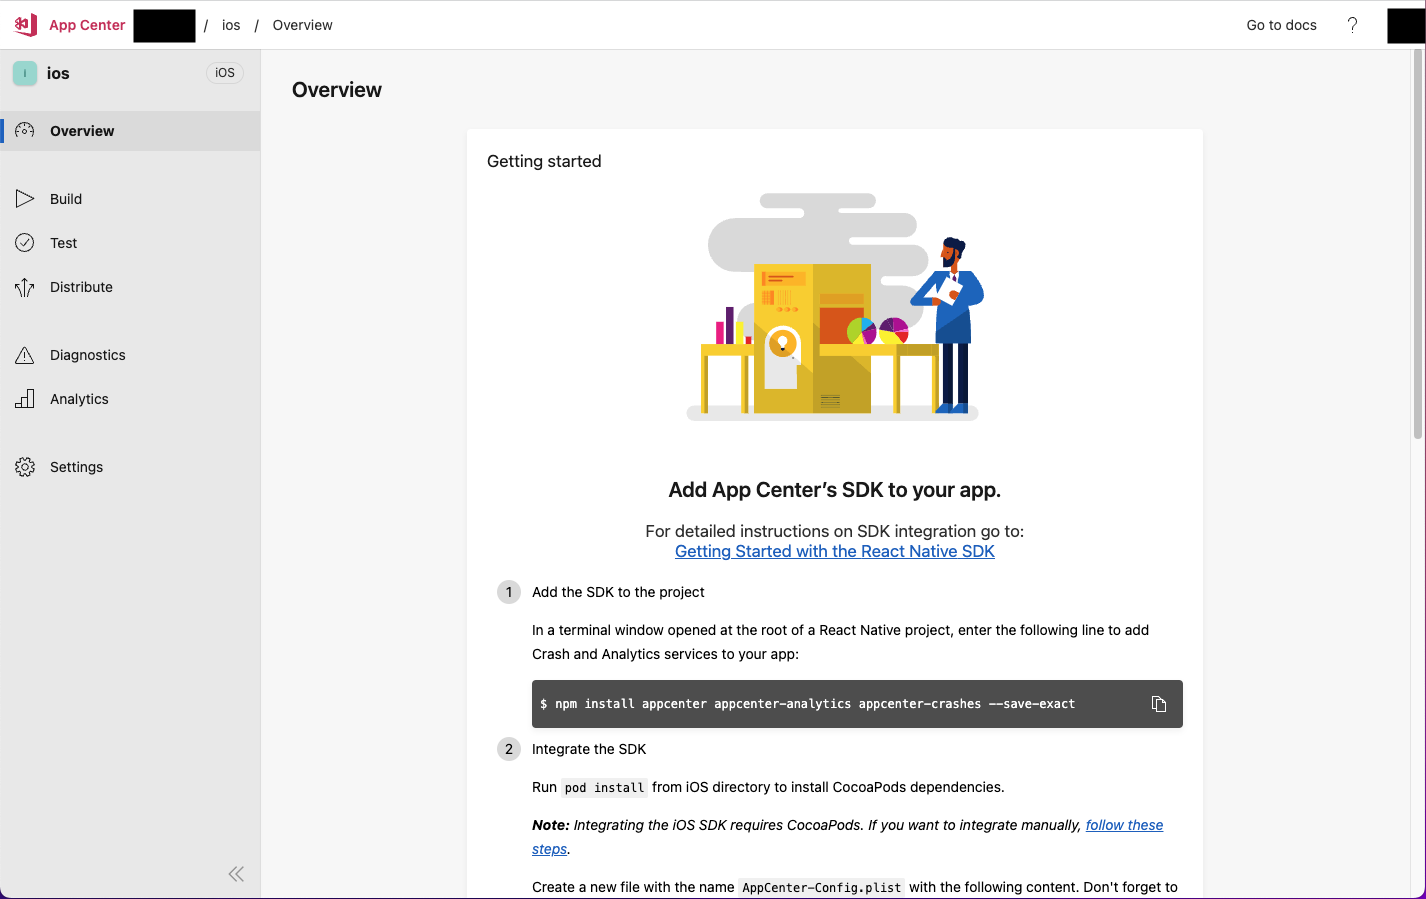 App Center / ios / Overview
Go to docs ?
I ios iOS
Overview
Build
Test
Distribute
Diagnostics
Analytics
Settings
Overview
Getting started
Add App Center’s SDK to your app.
For detailed instructions on SDK integration go to:
Getting Started with the React Native SDK
1 Add the SDK to the project
In a terminal window opened at the root of a React Native project, enter the following line to add
Crash and Analytics services to your app:
$ npm install appcenter appcenter-analytics appcenter-crashes --save-exact
2 Integrate the SDK
Run pod install from iOS directory to install CocoaPods dependencies.
Note: Integrating the iOS SDK requires CocoaPods. If you want to integrate manually, follow these
steps.
Create a new file with the name AppCenter-Config.plist with the following content. Don't forget to